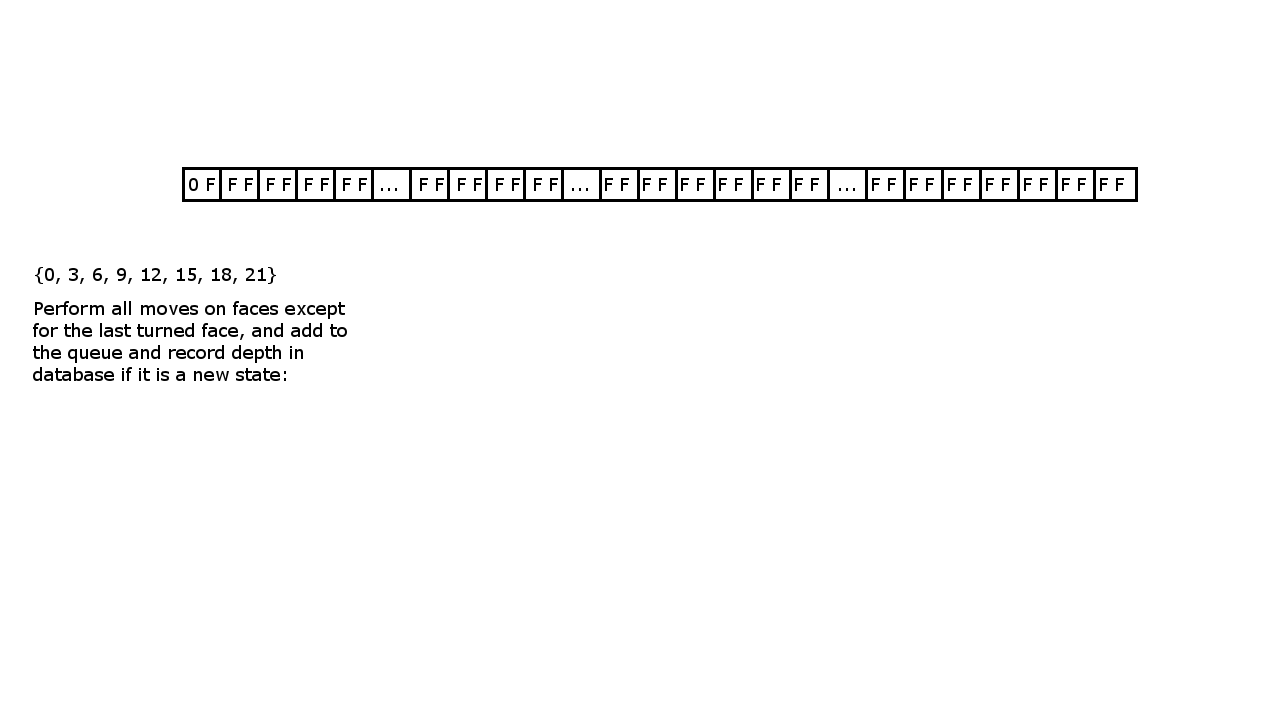 0 F F F F F F F F F ... F F F F F F F F ... F F F F F F F F F F F F ... F F F F F F F F F F F F F F
{0, 3, 6, 9, 12, 15, 18, 21}
Perform all moves on faces except
for the last turned face, and add to
the queue and record depth in
database if it is a new state: